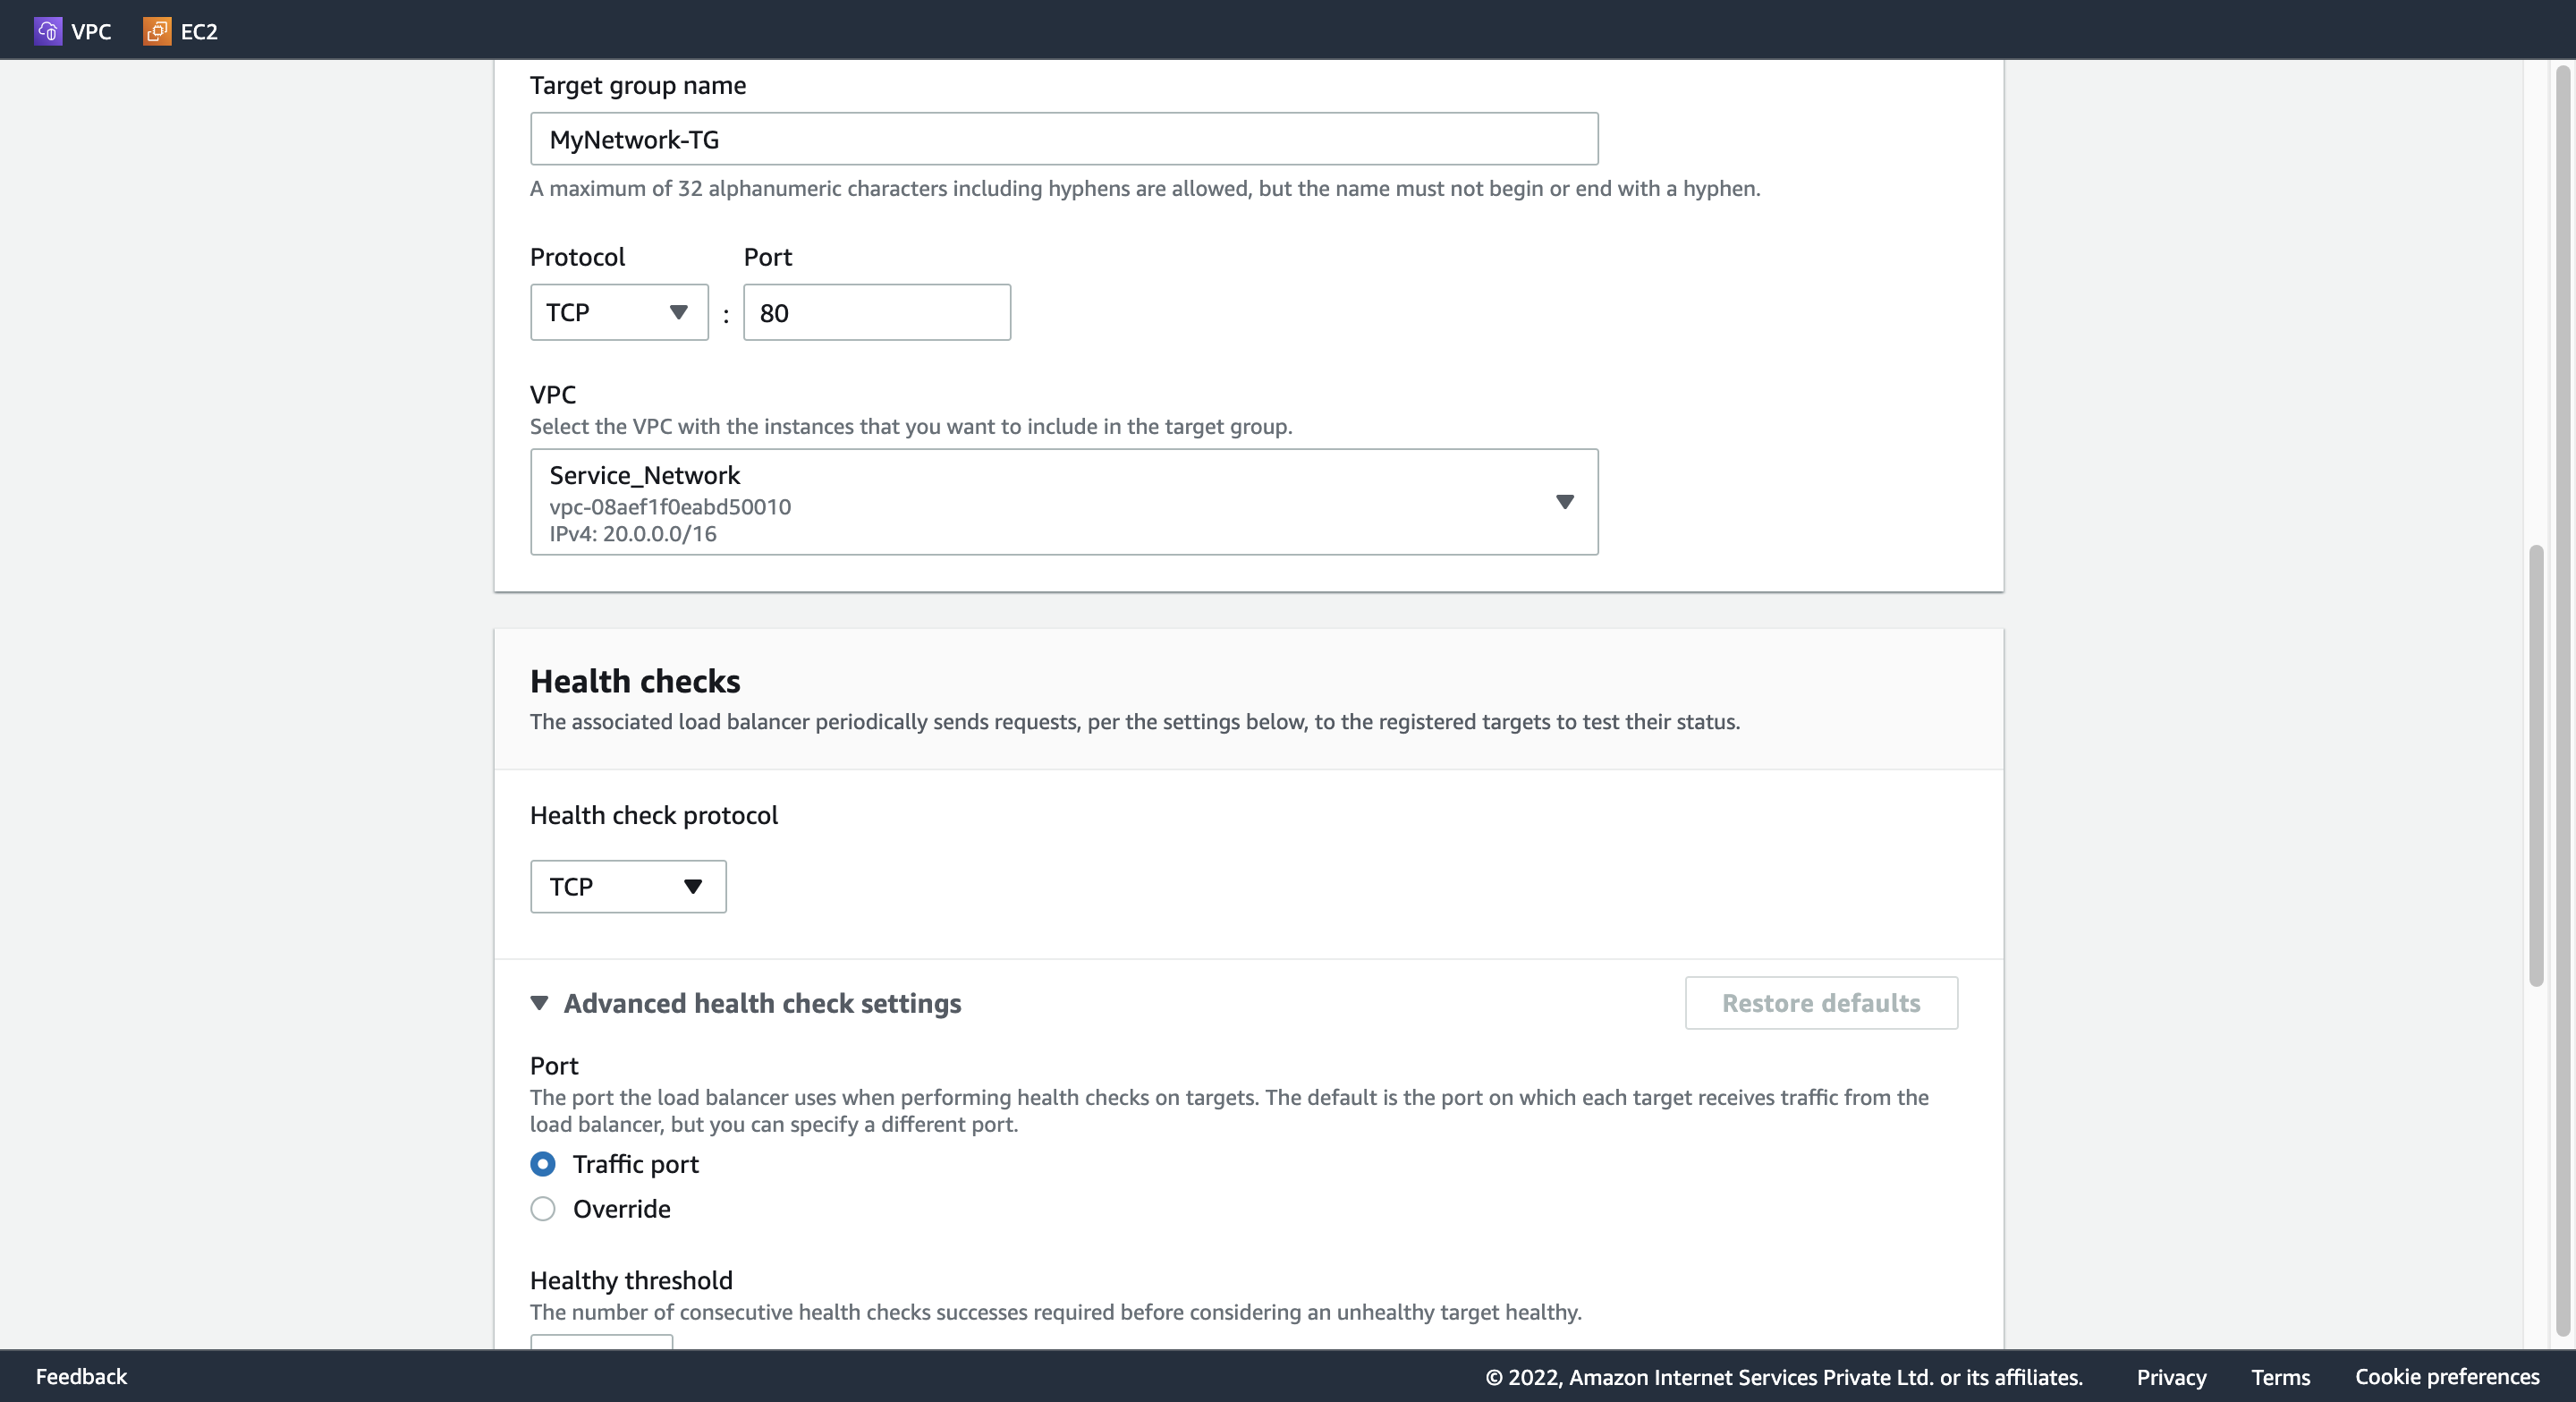 VPC EC2
Target group name
MyNetwork-TG
A maximum of 32 alphanumeric characters including hyphens are allowed, but the name must not begin or end with a hyphen.
Protocol Port
TCP : 80
VPC
Select the VPC with the instances that you want to include in the target group.
Service_Network
vpc-08aef1f0eabd50010
IPv4: 20.0.0.0/16
Health checks
The associated load balancer periodically sends requests, per the settings below, to the registered targets to test their status.
Health check protocol
TCP
Advanced health check settings Restore defaults
Port
The port the load balancer uses when performing health checks on targets. The default is the port on which each target receives traffic from the
load balancer, but you can specify a different port.
Traffic port
Override
Healthy threshold
The number of consecutive health checks successes required before considering an unhealthy target healthy.
Feedback © 2022, Amazon Internet Services Private Ltd. or its affiliates. Privacy Terms Cookie preferences